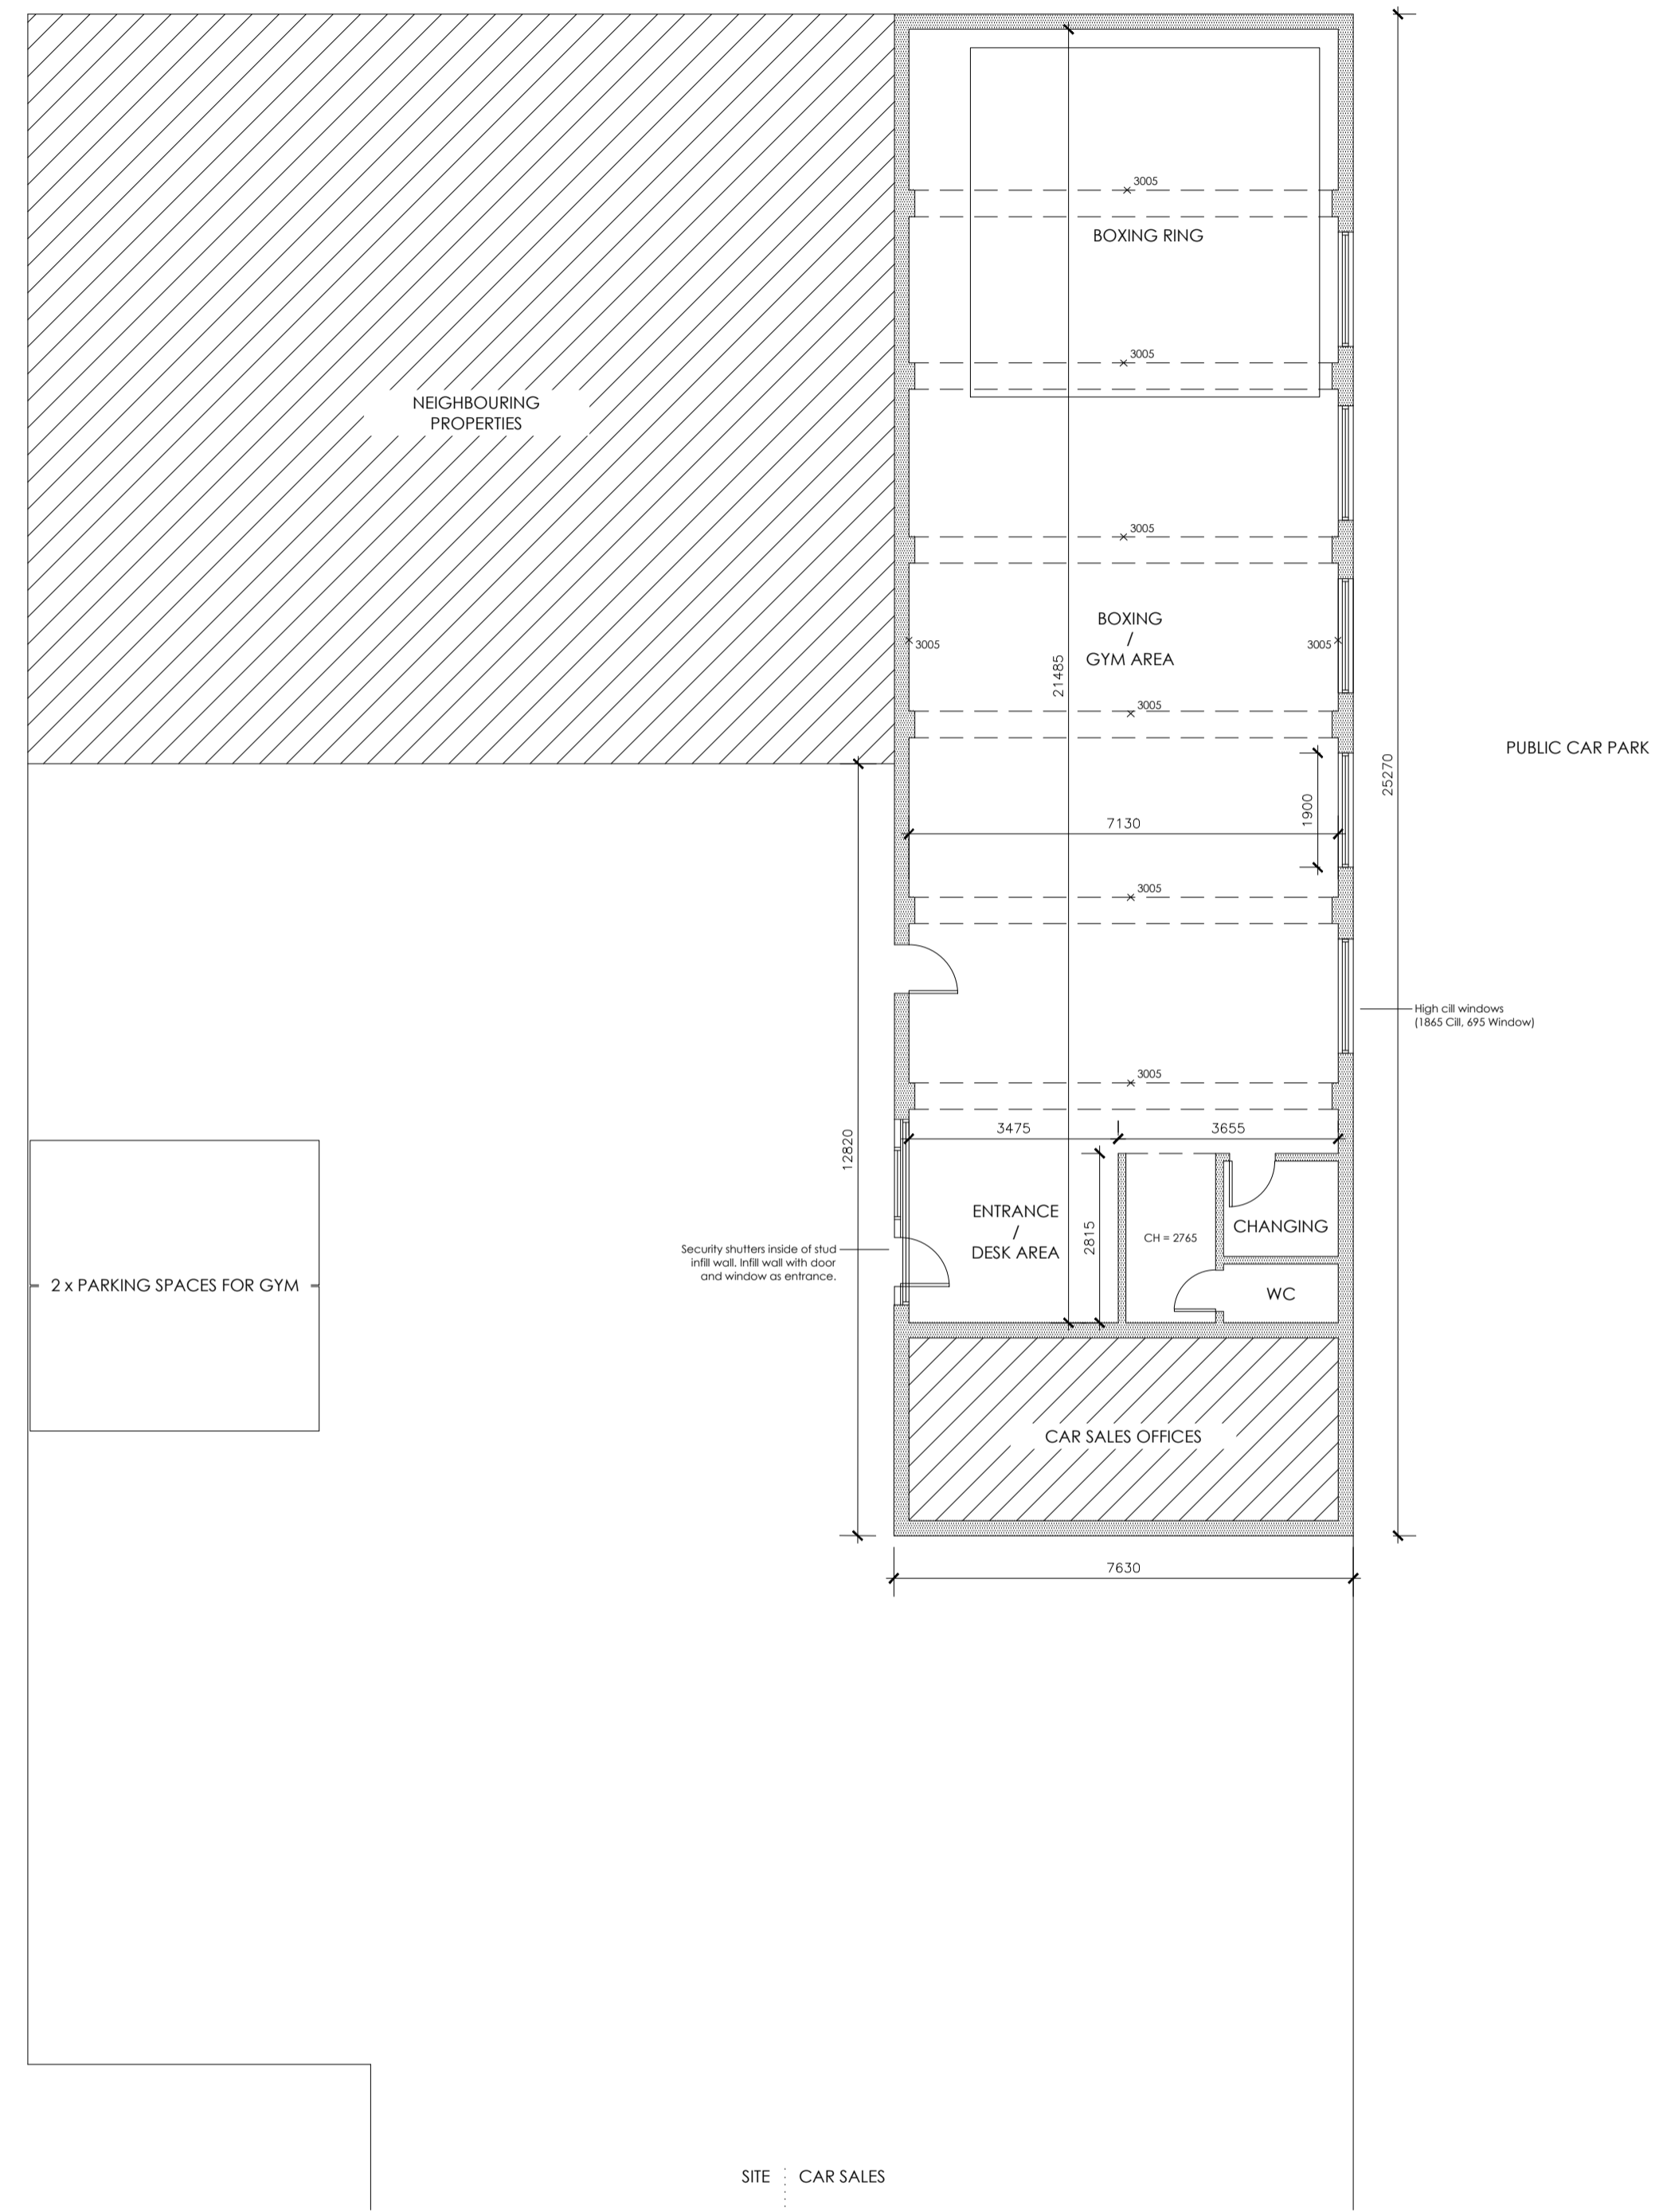 3005
BOXING RING
3005
NEIGHBOURING
PROPERTIES
3005
BOXING
/
GYM AREA
3005
3005
21485
3005
PUBLIC CAR PARK
25270
1900
7130
3005
High cill windows
(1865 Cill, 695 Window)
3005
3475
3655
12820
ENTRANCE
/
DESK AREA
2815
CH = 2765
CHANGING
WC
Security shutters inside of stud
infill wall. Infill wall with door
and window as entrance.
2 x PARKING SPACES FOR GYM
CAR SALES OFFICES
7630
SITE
CAR SALES